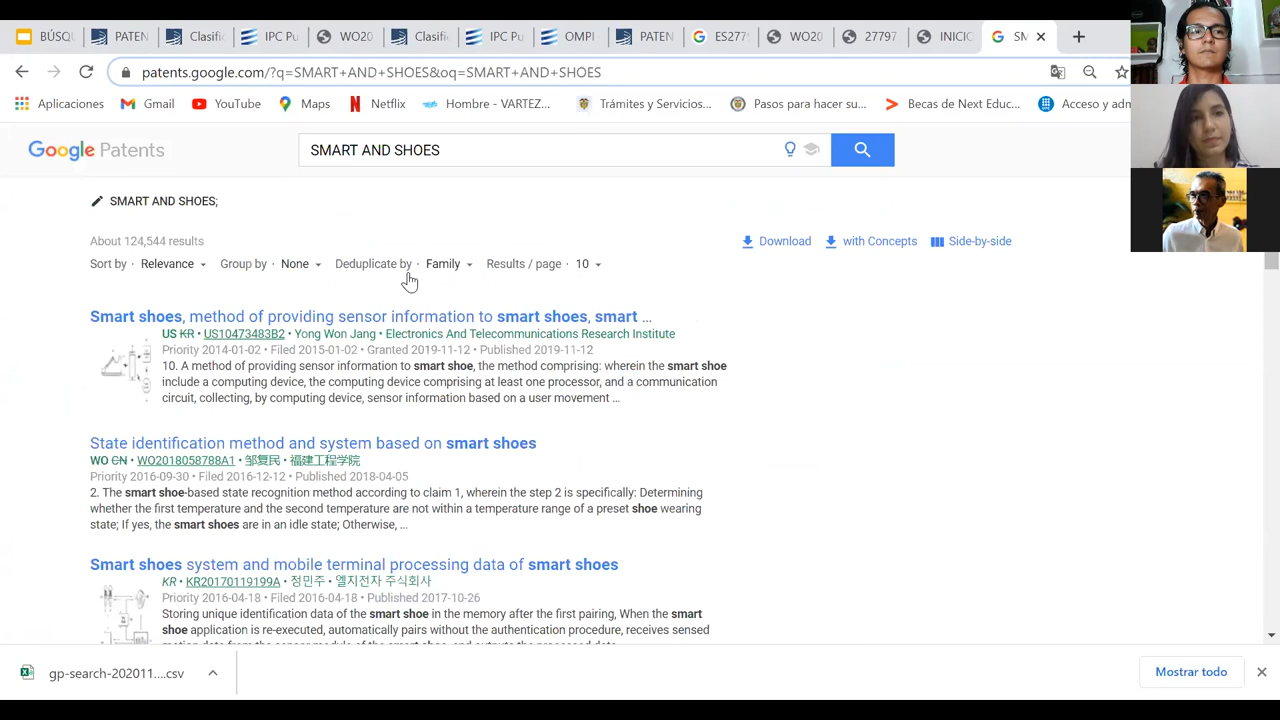 BÚSQ
PATEN
Clasifi
IPC Pu
WO20
Clasifi
IPC Pu
OMPI
PATEN
ES277
WO20
27797
INICIC
SM
patents.google.com/?q=SMART+AND+SHOES&oq=SMART+AND+SHOES
Aplicaciones
Gmail
YouTube
Maps
Netflix
Hombre - VARTEZ...
Trámites y Servicios...
Pasós para hacer su...
Becas de Next Educ...
Acceso y adm
Google Patents
SMART AND SHOES
SMART AND SHOES;
About 124,544 results
Download with Concepts Side-by-side
Sort by · Relevance Group by · None Deduplicate by · Family Results / page · 10
Smart shoes, method of providing sensor information to smart shoes, smart ...
US KR • US10473483B2 • Yong Won Jang • Electronics And Telecommunications Research Institute
Priority 2014-01-02 • Filed 2015-01-02 • Granted 2019-11-12 • Published 2019-11-12
10. A method of providing sensor information to smart shoe, the method comprising: wherein the smart shoe
include a computing device, the computing device comprising at least one processor, and a communication
circuit, collecting, by computing device, sensor information based on a user movement ...
State identification method and system based on smart shoes
WO CN • WO2018058788A1 • 邹复民 • 福建工程学院
Priority 2016-09-30 • Filed 2016-12-12 • Published 2018-04-05
2. The smart shoe-based state recognition method according to claim 1, wherein the step 2 is specifically: Determining
whether the first temperature and the second temperature are not within a temperature range of a preset shoe wearing
state; If yes, the smart shoes are in an idle state; Otherwise, ...
Smart shoes system and mobile terminal processing data of smart shoes
KR • KR20170119199A • 정민주 • 엘지전자 주식회사
Priority 2016-04-18 • Filed 2016-04-18 • Published 2017-10-26
Storing unique identification data of the smart shoe in the memory after the first pairing, When the smart
shoe application is re-executed, automatically pairs without the authentication procedure, receives sensed
gp-search-202011....csv
Mostrar todo